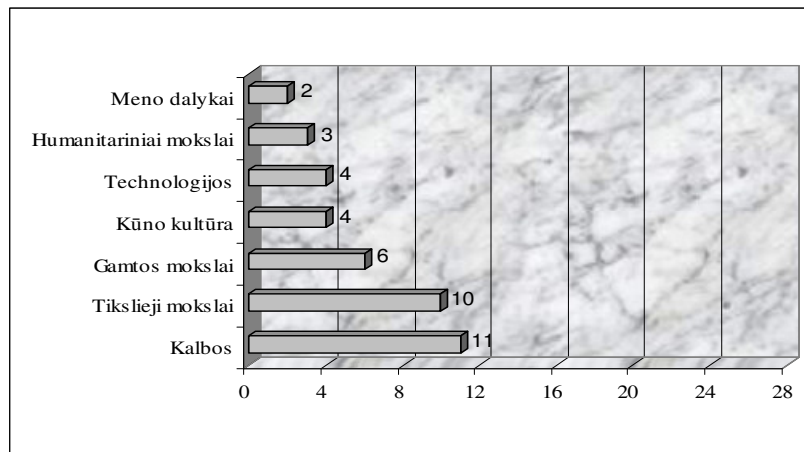 Meno dalykai 2
Humanitariniai mokslai 3
Technologijos 4
Kūno kultūra 4
Gamtos mokslai 6
Tikslieji mokslai 10
Kalbos 11
0 4 8 12 16 20 24 28